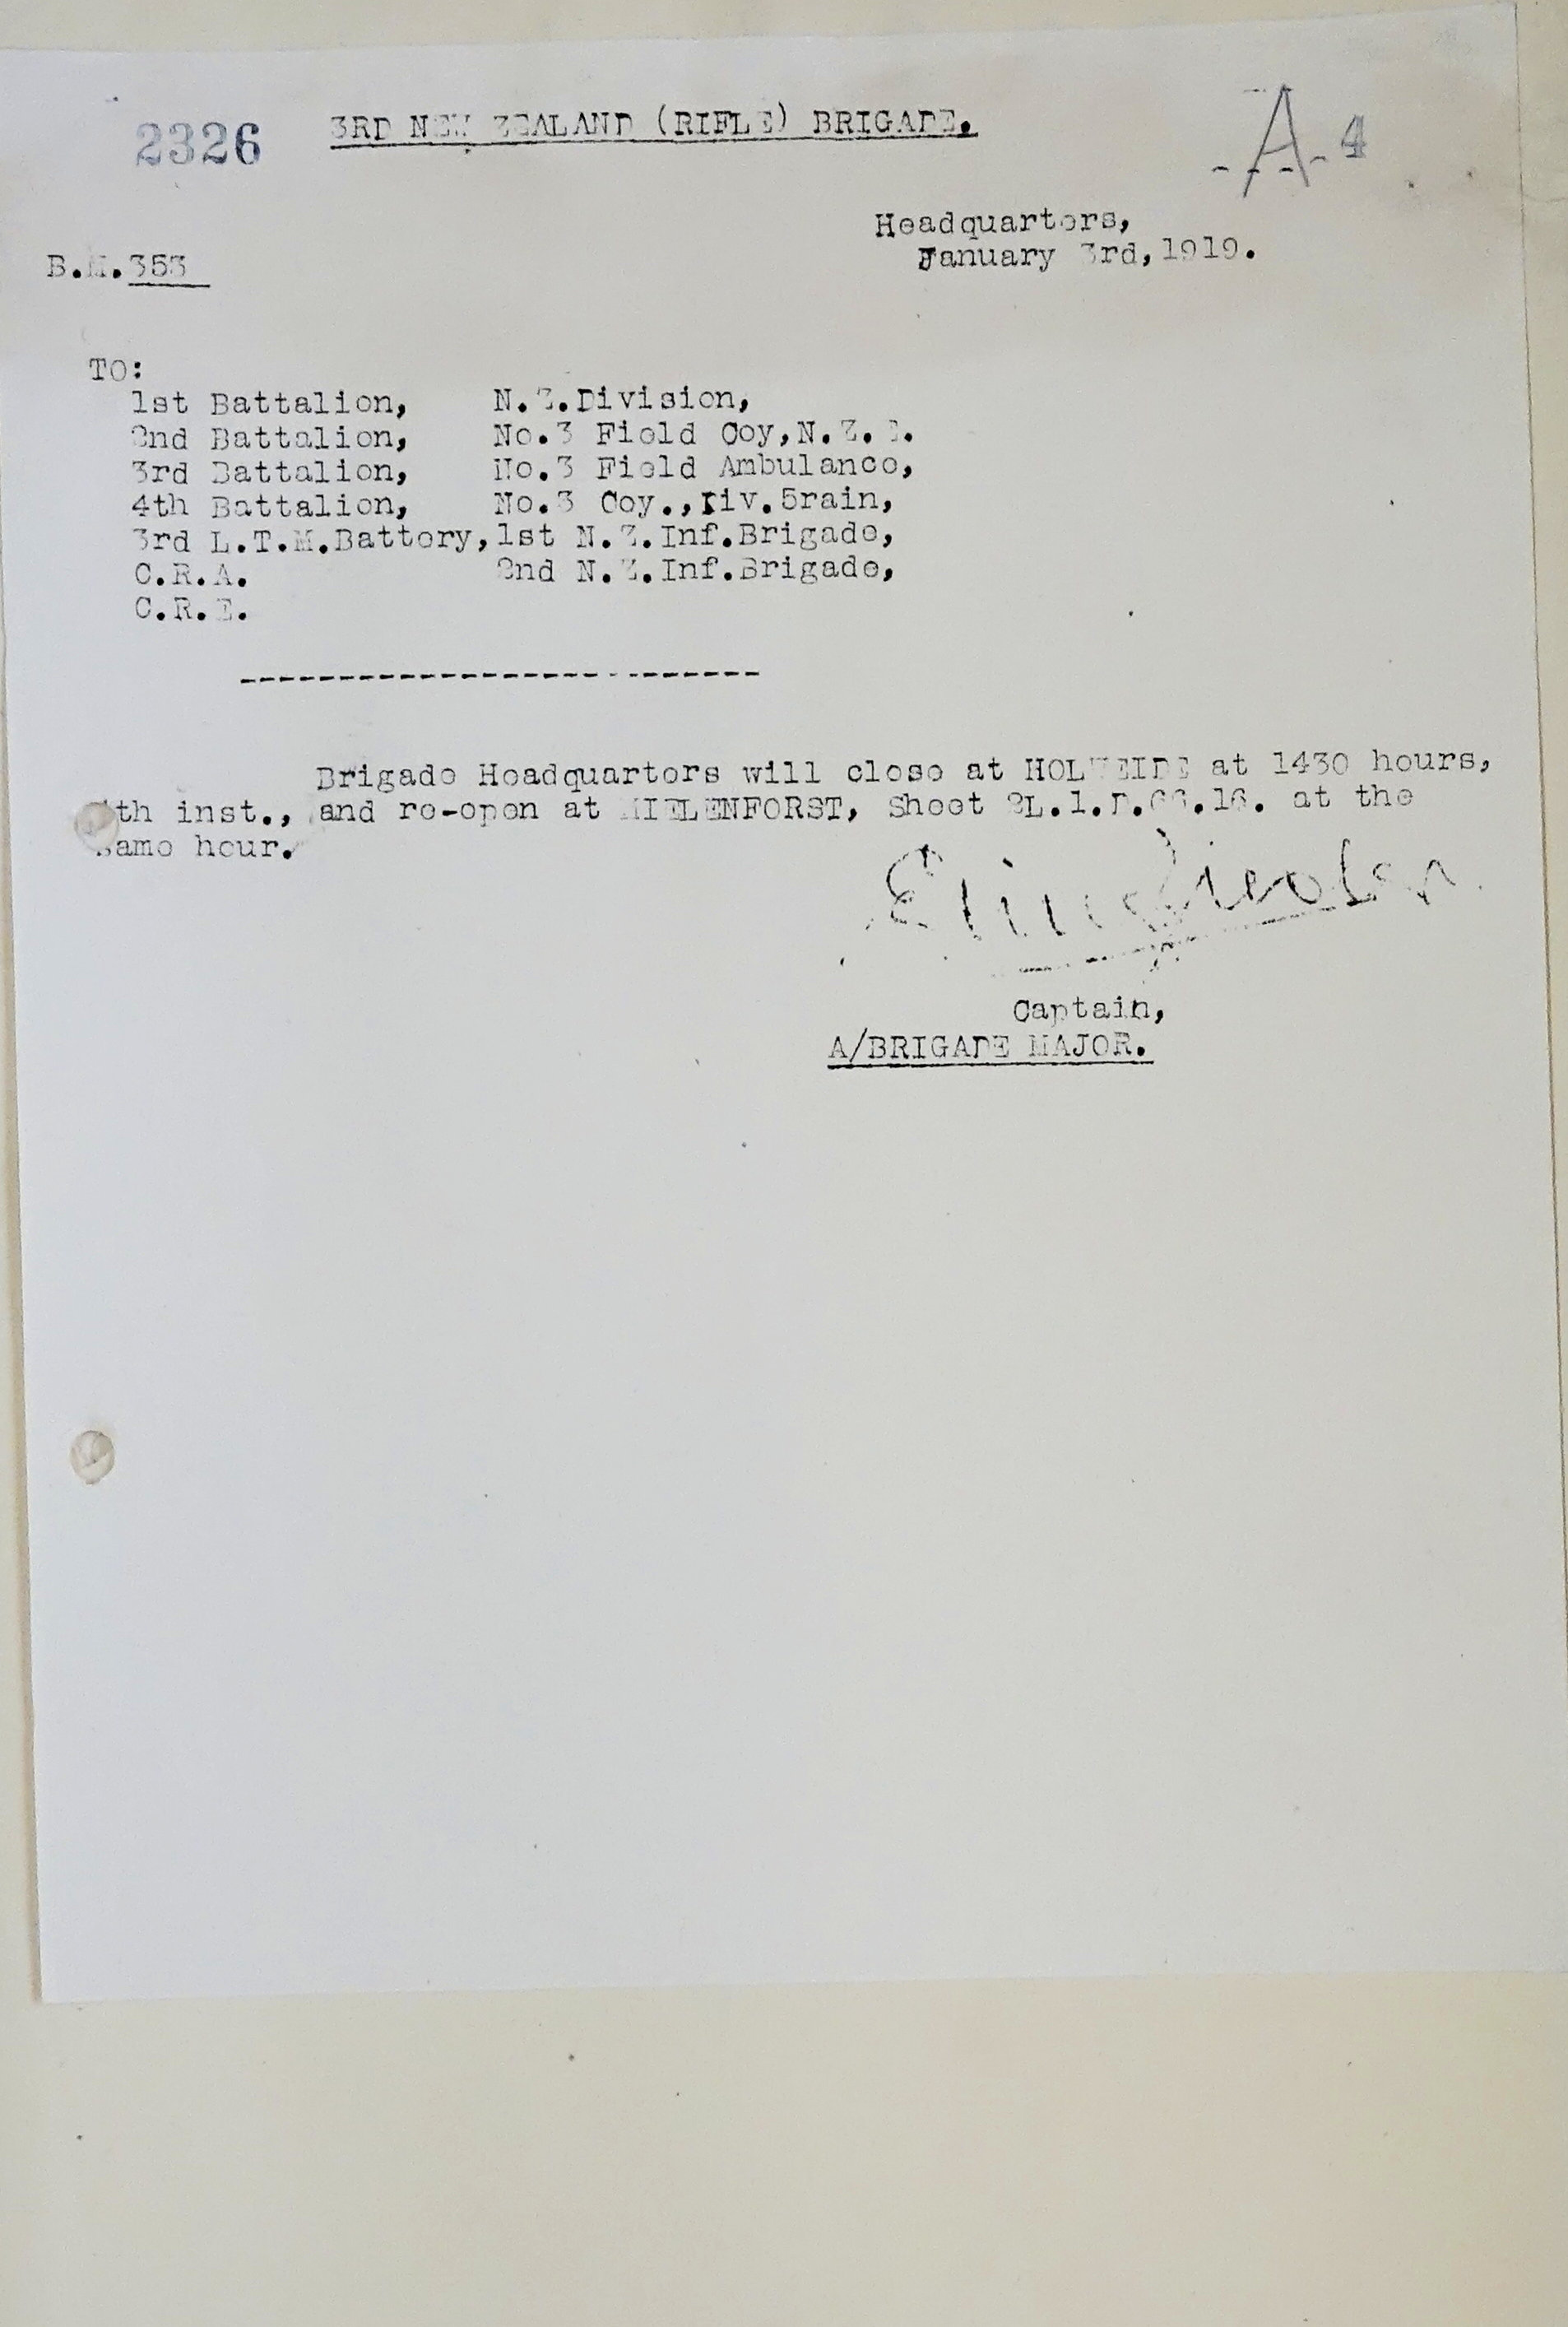 2326 3RD NEW ZEALAND (RIFLE) BRIGADE. -A- 4
Headquarters,
January 3rd, 1919.
B.M.353
TO:
1st Battalion, N.Z.Division,
2nd Battalion, No.3 Field Coy,N.Z.E.
3rd Battalion, No.3 Field Ambulance,
4th Battalion, No.3 Coy.,Div.5rain,
3rd L.T.M.Battery, 1st N.Z.Inf.Brigade,
C.R.A. 2nd N.Z.Inf.Brigade,
C.R.E.
Brigade Headquarters will close at HOLWEIDE at 1430 hours,
4th inst., and re-open at MIELENFORST, Sheet 2L.1.D. at the
same hour.
Captain,
A/BRIGADE MAJOR.